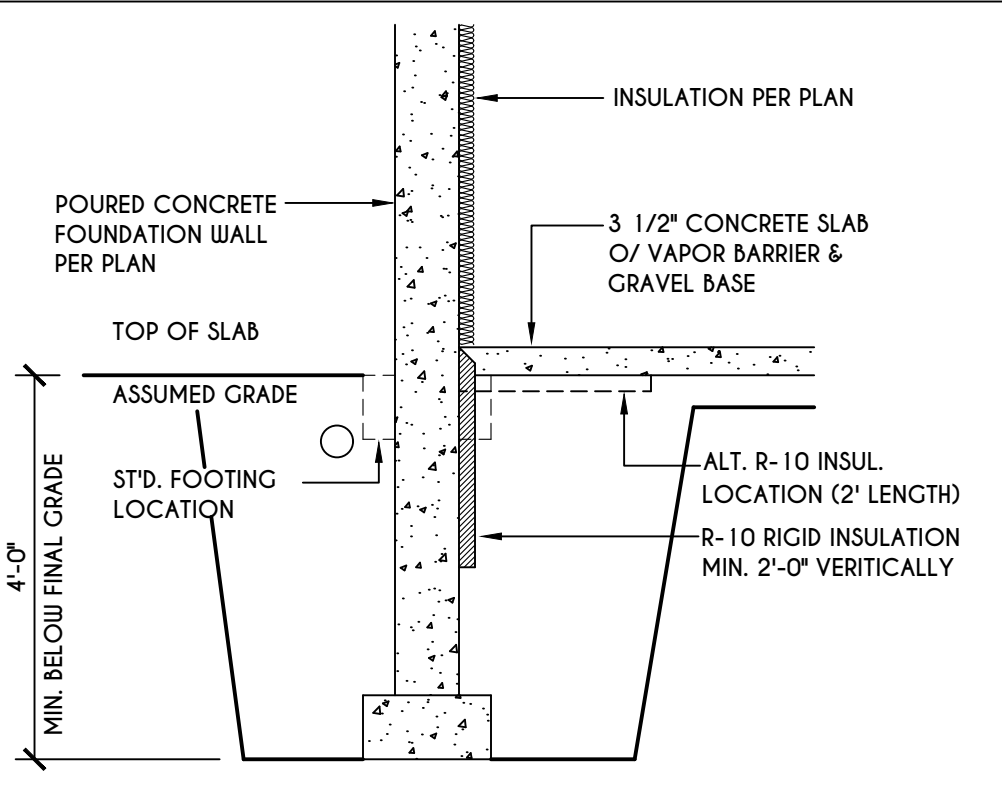 INSULATION PER PLAN
POURED CONCRETE
FOUNDATION WALL
PER PLAN
3 1/2" CONCRETE SLAB
O/ VAPOR BARRIER &
GRAVEL BASE
TOP OF SLAB
ASSUMED GRADE
ST'D. FOOTING
LOCATION
ALT. R-10 INSUL.
LOCATION (2' LENGTH)
R-10 RIGID INSULATION
MIN. 2'-0" VERITICALLY
4'-0"
MIN. BELOW FINAL GRADE